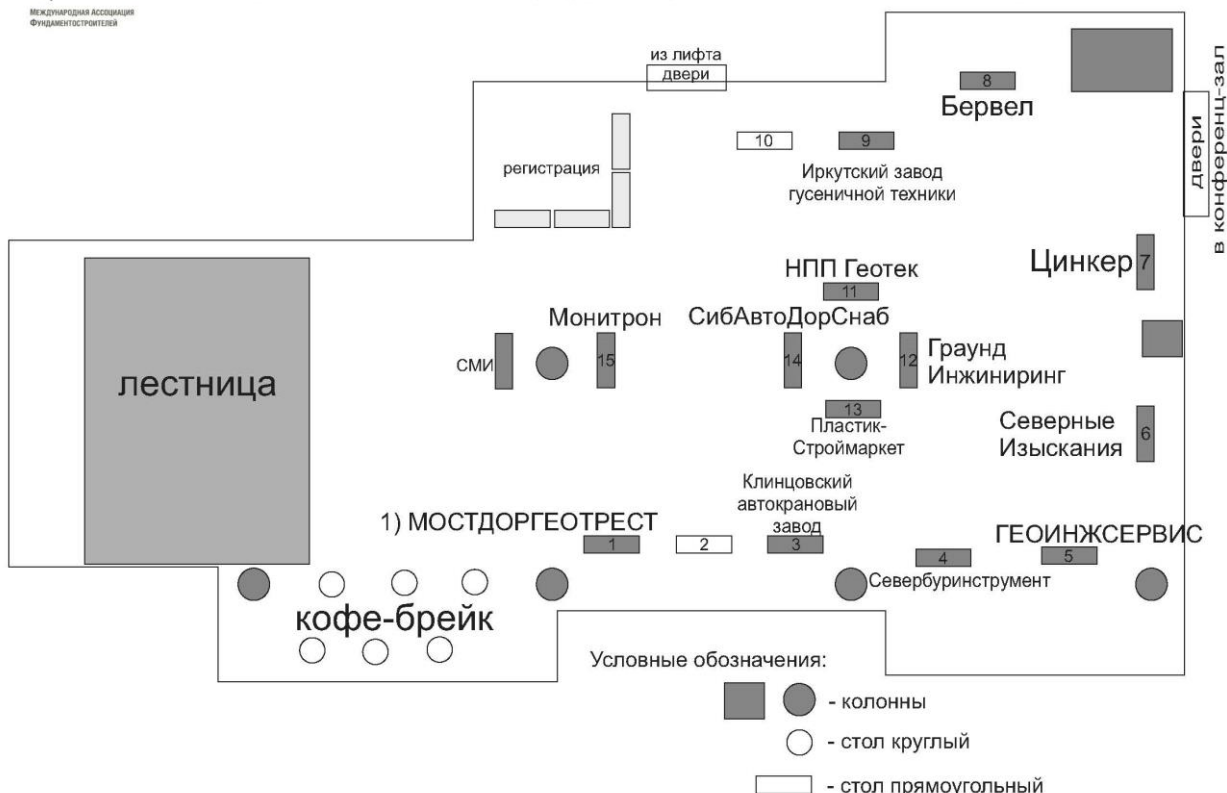 Международная Ассоциация
Фундаментостроителей
из лифта
двери
8
Бервел
двери
в конференц-зал
10
9
регистрация
Иркутский завод
гусеничной техники
Цинкер
7
НПП Геотек
11
Монитрон
СибАвтоДорСнаб
СМИ
15
14
12
Граунд
Инжиниринг
лестница
13
Пластик-
Строймаркет
Северные
Изыскания
6
Клинцовский
автокрановый
завод
1) МОСТДОРГЕОТРЕСТ
ГЕОИНЖСЕРВИС
1
2
3
4
5
Севербуринструмент
кофе-брейк
Условные обозначения:
- колонны
- стол круглый
- стол прямоугольный